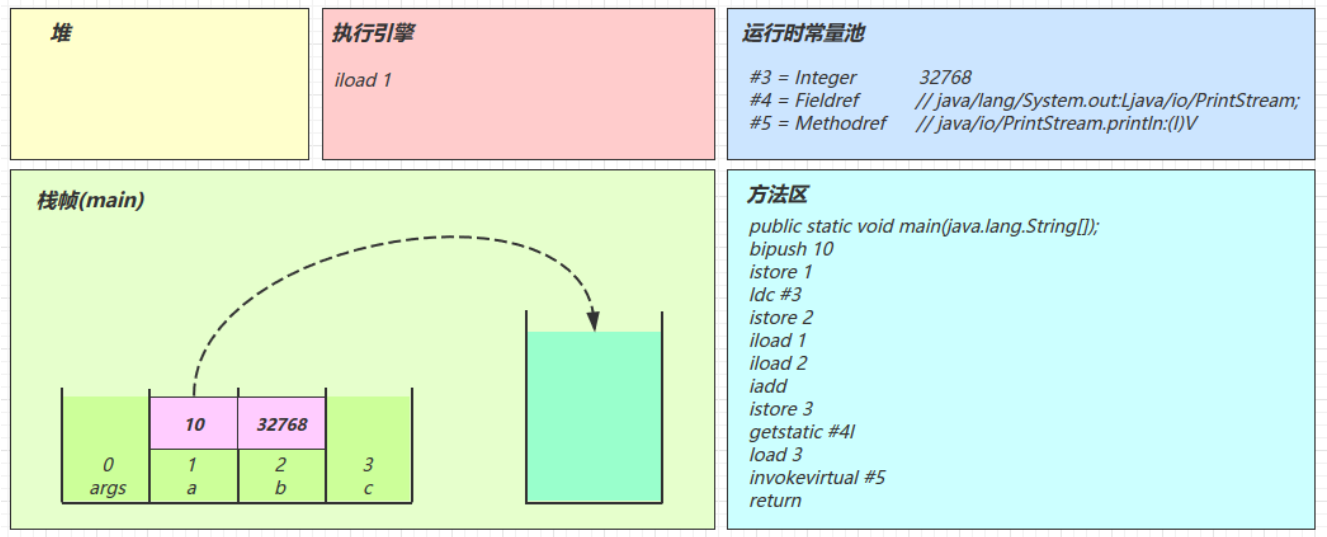 堆
执行引擎
iload 1
运行时常量池
#3 = Integer 32768
#4 = Fieldref // java/lang/System.out:Ljava/io/PrintStream;
#5 = Methodref // java/io/PrintStream.println:(I)V
栈帧(main)
10 32768
0 1 2 3
args a b c
方法区
public static void main(java.lang.String[]);
bipush 10
istore 1
ldc #3
istore 2
iload 1
iload 2
iadd
istore 3
getstatic #4I
load 3
invokevirtual #5
return